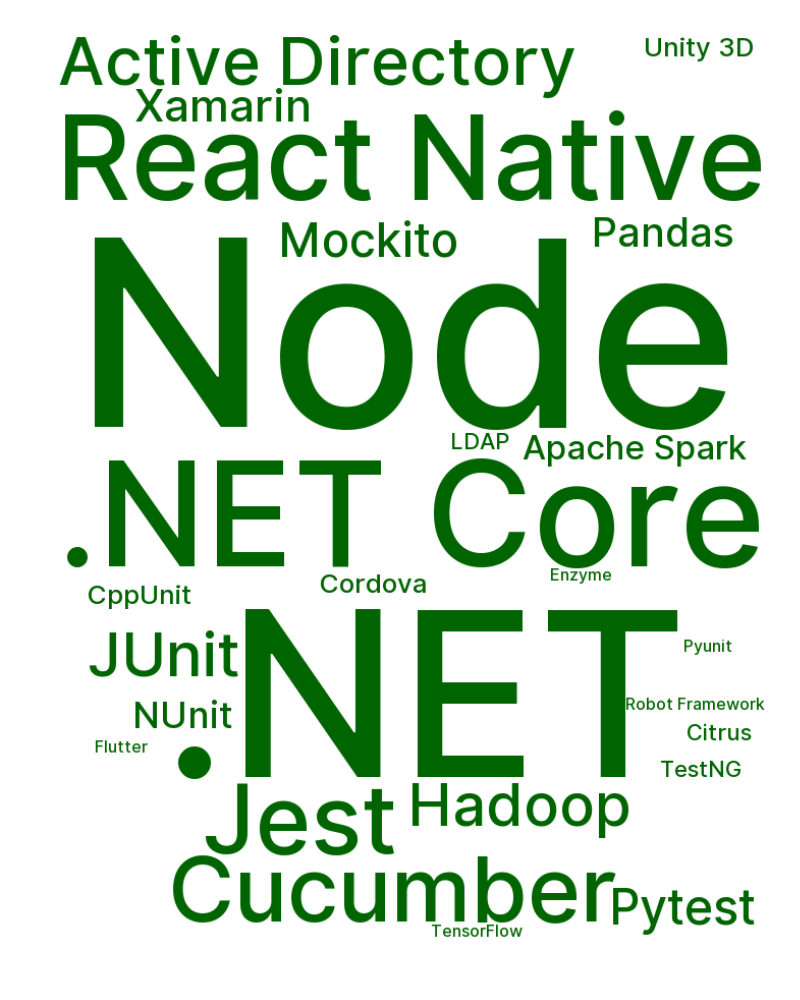 Active Directory
Unity 3D
Xamarin
React Native
Mockito
Pandas
Node
LDAP
Apache Spark
.NET Core
Enzyme
Cordova
CppUnit
.NET
JUnit
Pyunit
NUnit
Robot Framework
Citrus
Flutter
TestNG
Jest
Hadoop
Cucumber
Pytest
TensorFlow